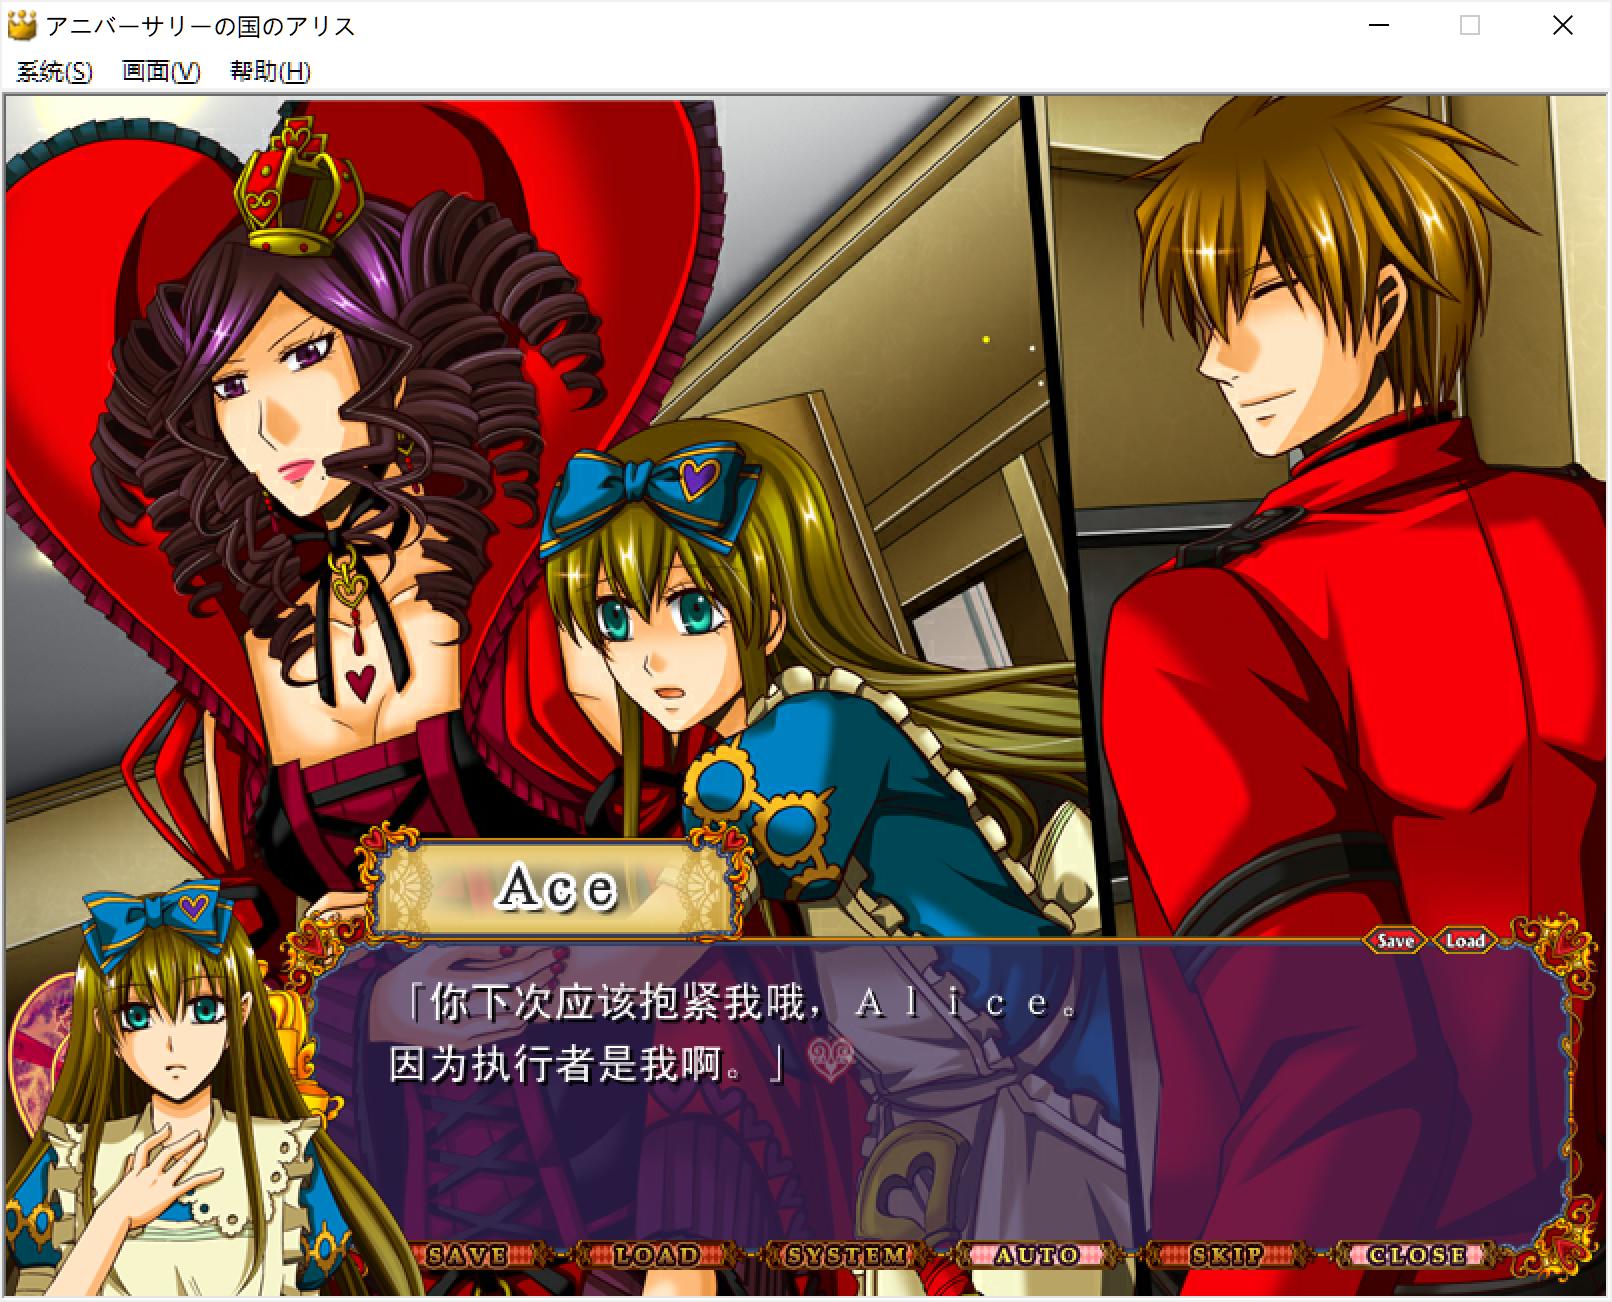 アニバーサリーの国のアリス
系统(S) 画面(V) 帮助(H)
Ace
Save Load
「你下次应该抱紧我哦，Ａｌｉｃｅ。
因为执行者是我啊。」
SAVE LOAD SYSTEM AUTO SKIP CLOSE